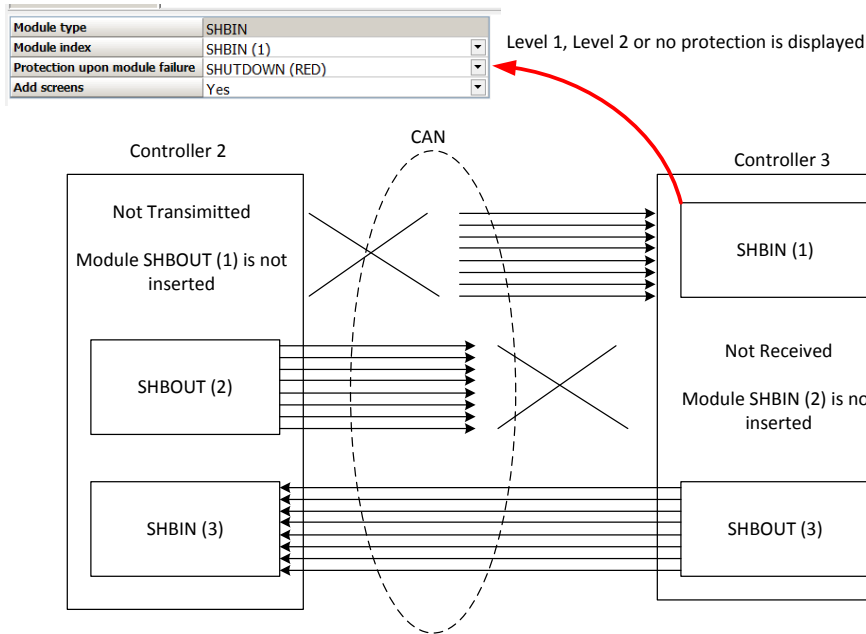 Module type SHBIN
Module index SHBIN (1)
Protection upon module failure SHUTDOWN (RED)
Add screens Yes
Level 1, Level 2 or no protection is displayed
CAN
Controller 2
Controller 3
Not Transimitted
Module SHBOUT (1) is not
inserted
SHBIN (1)
SHBOUT (2)
Not Received
Module SHBIN (2) is no
inserted
SHBIN (3)
SHBOUT (3)